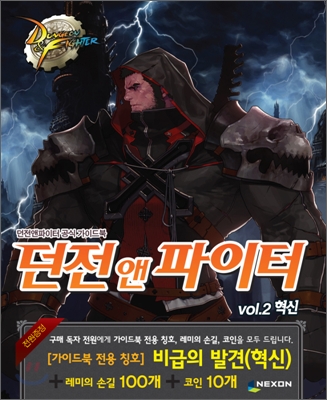 DUNGEON & FIGHTER
던전앤파이터 공식 가이드북
던전 앤 파이터
vol.2 혁신
전원증정
구매 독자 전원에게 가이드북 전용 칭호, 레미의 손길, 코인을 모두 드립니다.
[가이드북 전용 칭호] 비급의 발견(혁신)
+ 레미의 손길 100개 + 코인 10개
NEXON